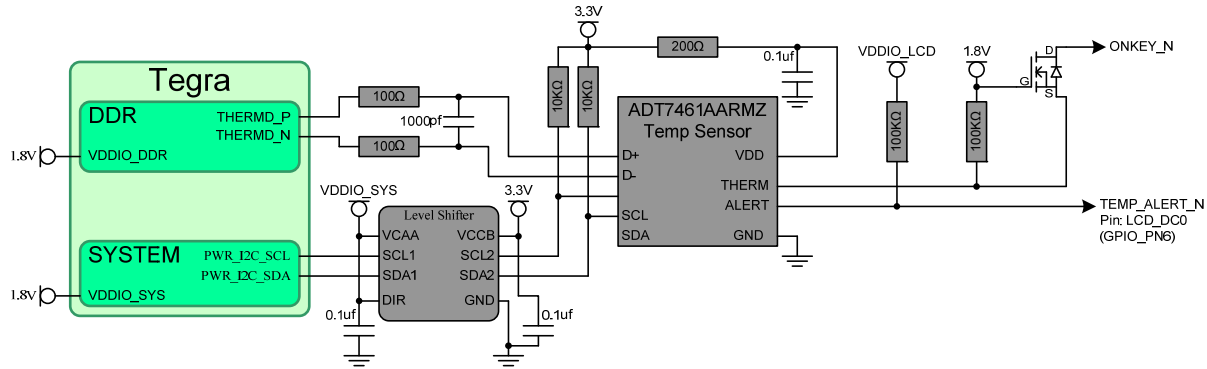 3.3V
200Ω
0.1uf
10KΩ
10KΩ
VDDIO_LCD
1.8V
D
G
S
ONKEY_N
Tegra
DDR
THERMD_P
THERMD_N
VDDIO_DDR
1.8V
100Ω
1000pf
100Ω
ADT7461AARMZ
Temp Sensor
D+
D-
SCL
SDA
VDD
THERM
ALERT
GND
100KΩ
100KΩ
TEMP_ALERT_N
Pin: LCD_DC0
(GPIO_PN6)
VDDIO_SYS
3.3V
Level Shifter
VCAA
SCL1
SDA1
DIR
VCCB
SCL2
SDA2
GND
SYSTEM
PWR_I2C_SCL
PWR_I2C_SDA
VDDIO_SYS
1.8V
0.1uf
0.1uf